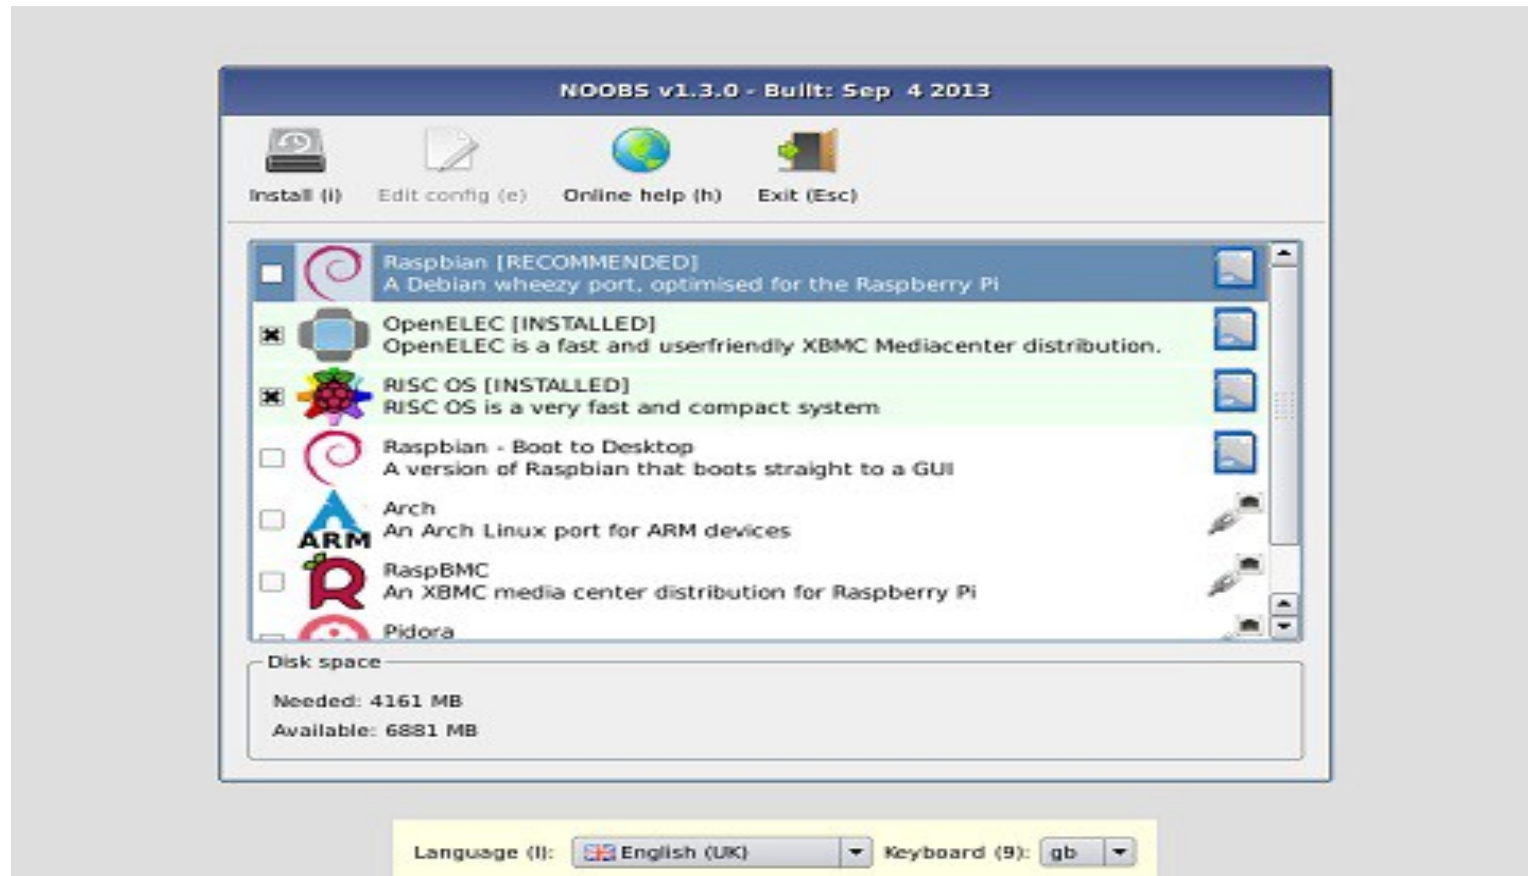 NOOBS v1.3.0 - Built: Sep  4 2013
Install (i)
Edit config (e)
Online help (h)
Exit (Esc)
Raspbian [RECOMMENDED]
A Debian wheezy port, optimised for the Raspberry Pi
OpenELEC [INSTALLED]
OpenELEC is a fast and userfriendly XBMC Mediacenter distribution.
RISC OS [INSTALLED]
RISC OS is a very fast and compact system
Raspbian - Boot to Desktop
A version of Raspbian that boots straight to a GUI
Arch
An Arch Linux port for ARM devices
ARM
RaspBMC
An XBMC media center distribution for Raspberry Pi
Pidora
Disk space
Needed: 4161 MB
Available: 6881 MB
Language (l): English (UK) Keyboard (9): gb